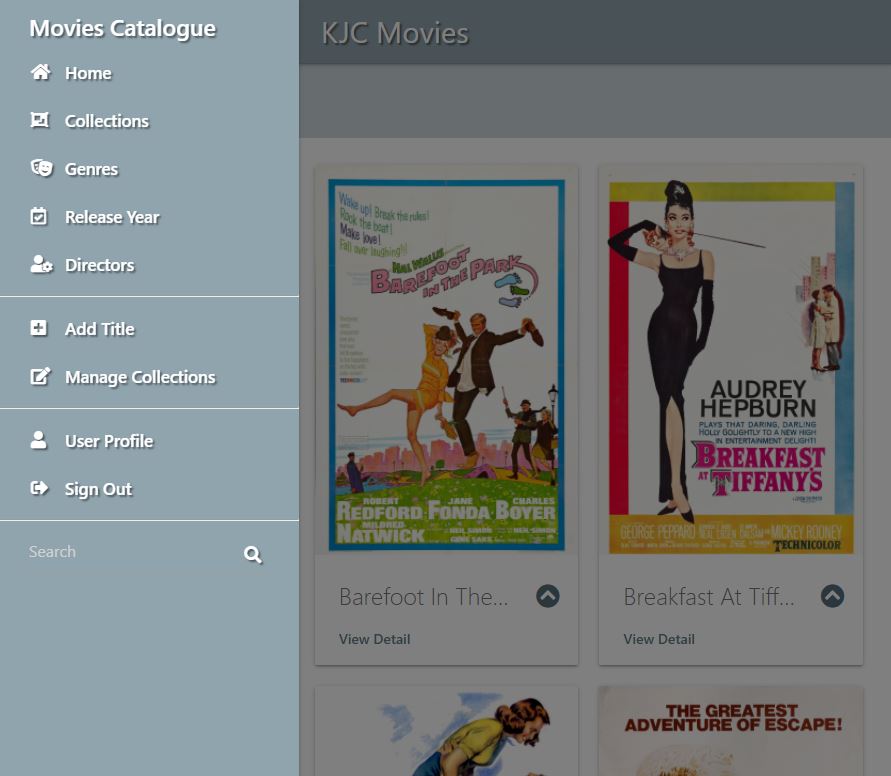 Movies Catalogue
Home
Collections
Genres
Release Year
Directors
Add Title
Manage Collections
User Profile
Sign Out
Search
KJC Movies
Wake up! Break the rules!
Rock the boat!
Make love!
Fall over laughing!!!
HAL WALLIS'
BAREFOOT
IN THE PARK
TECHNICOLOR
ROBERT JANE CHARLES
REDFORD FONDA BOYER
MILDRED
NATWICK
NEIL SIMON
GENE SAKS
Barefoot In The...
View Detail
AUDREY
HEPBURN
PLAYS THAT DARING, DARLING
HOLLY GOLIGHTLY TO A NEW HIGH
IN ENTERTAINMENT DELIGHT!
BREAKFAST
AT TIFFANY'S
GEORGE PEPPARD
MICKEY ROONEY
TECHNICOLOR
Breakfast At Tiff...
View Detail
THE GREATEST
ADVENTURE OF ESCAPE!